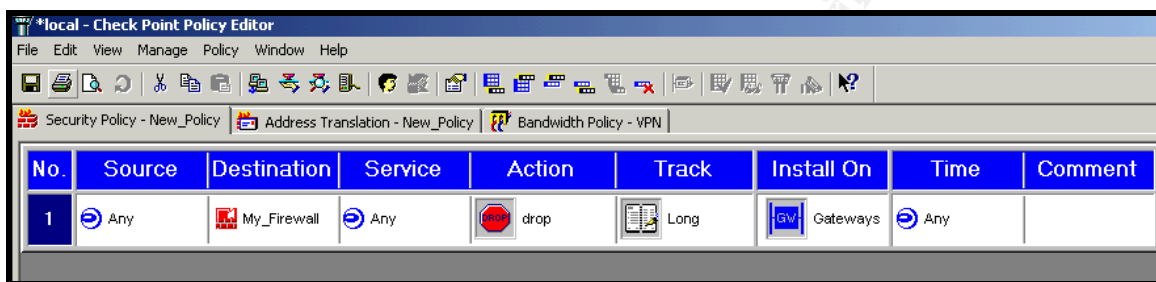 *local - Check Point Policy Editor
File Edit View Manage Policy Window Help
Security Policy - New_Policy Address Translation - New_Policy Bandwidth Policy - VPN
No. Source Destination Service Action Track Install On Time Comment
1 Any My_Firewall Any DROP drop Long GW Gateways Any